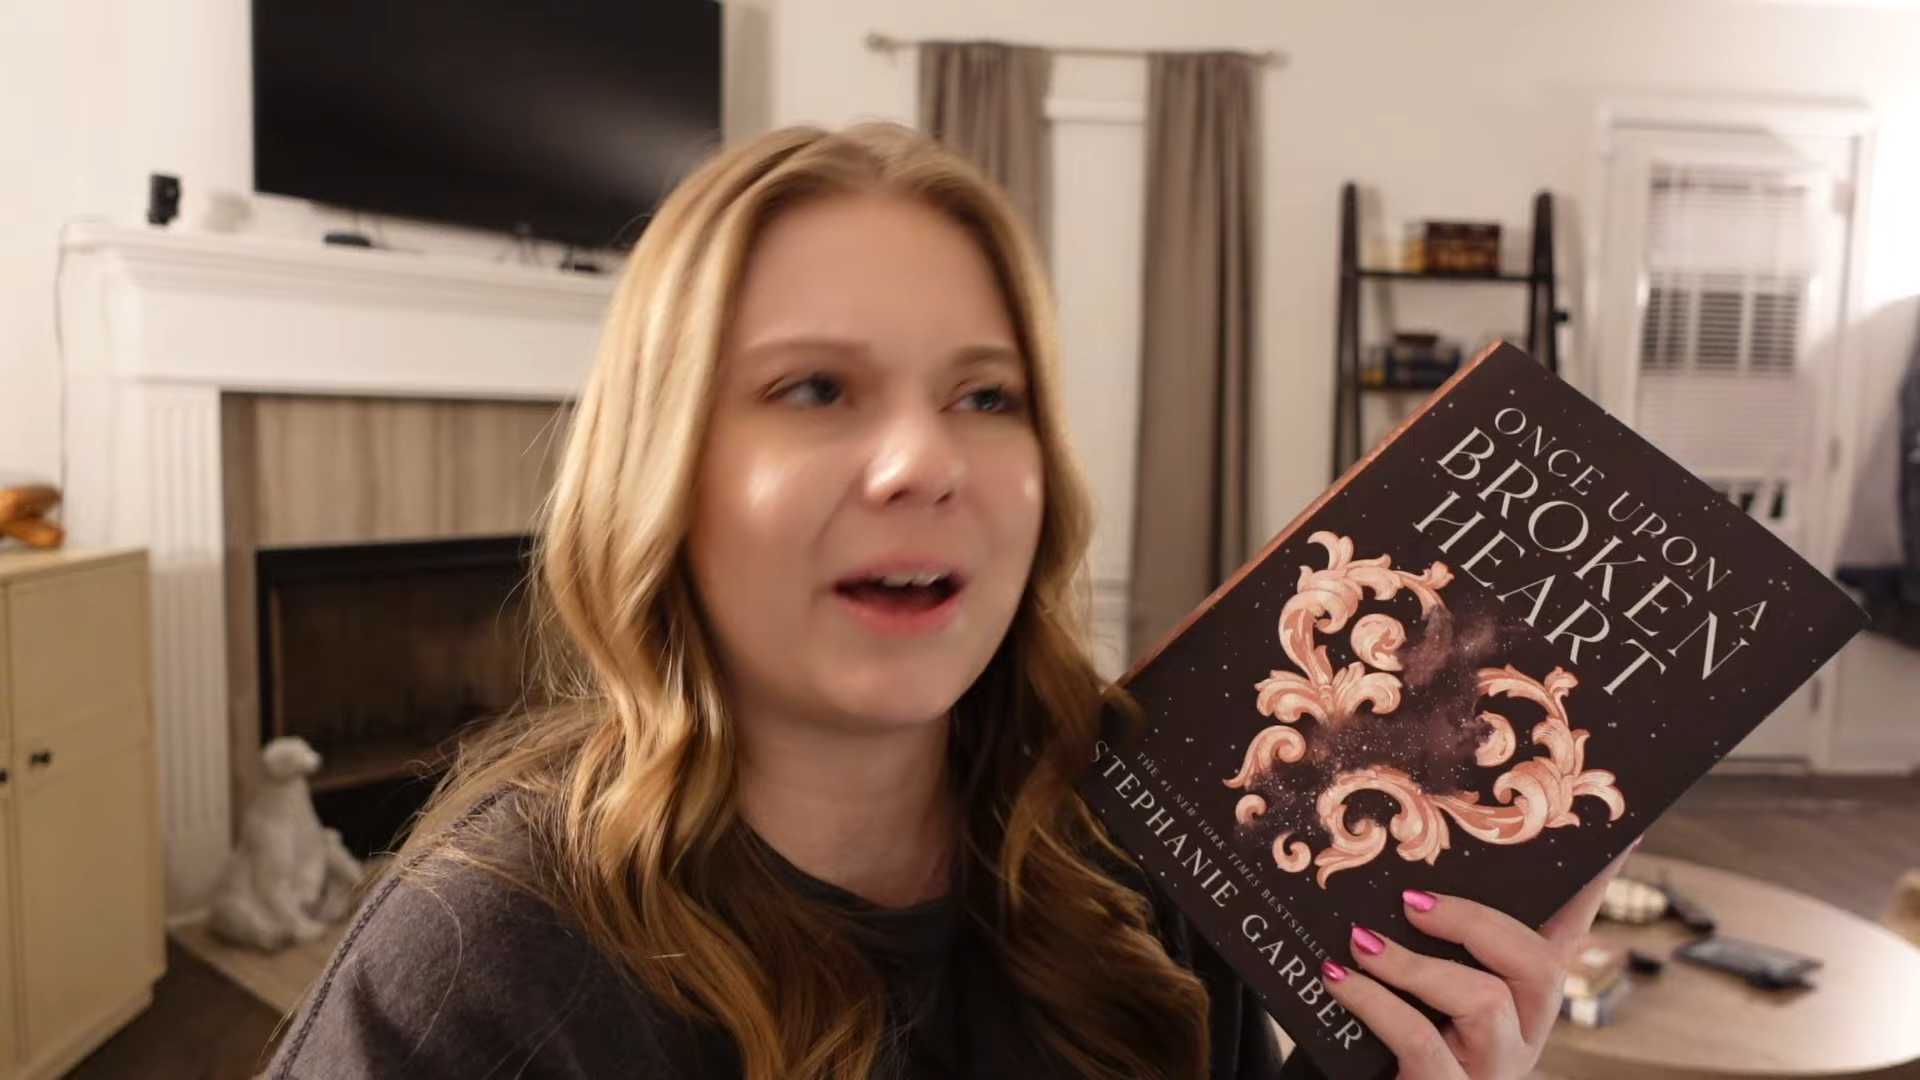 ONCE UPON A
BROKEN
HEART
THE #1 NEW YORK TIMES BESTSELLER
STEPHANIE GARBER